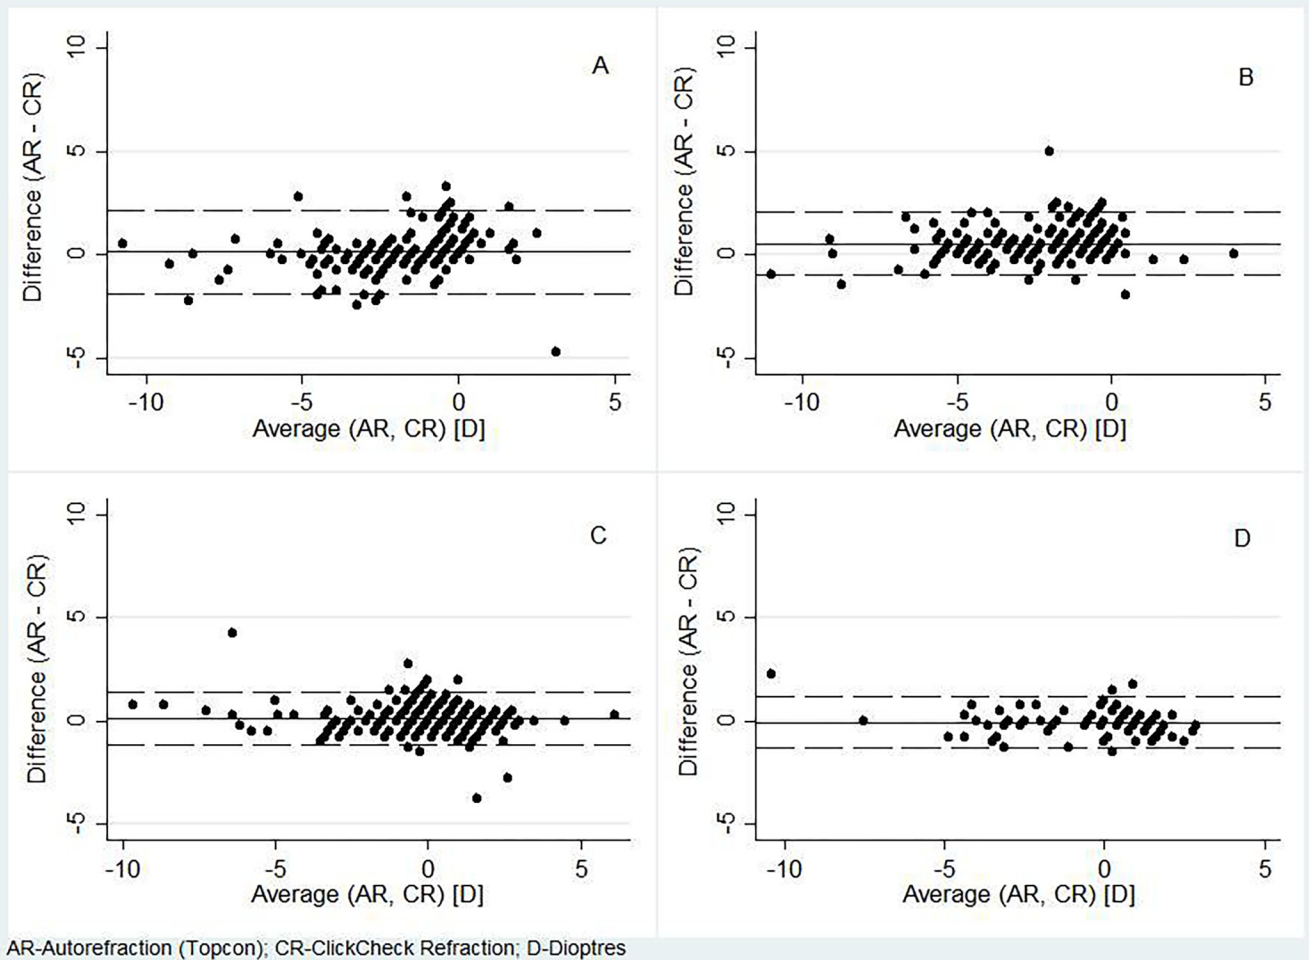 A
Difference (AR - CR)
10
5
0
-5
-10
-5
0
5
Average (AR, CR) [D]
B
Difference (AR - CR)
10
5
0
-5
-10
-5
0
5
Average (AR, CR) [D]
C
Difference (AR - CR)
10
5
0
-5
-10
-5
0
5
Average (AR, CR) [D]
D
Difference (AR - CR)
10
5
0
-5
-10
-5
0
5
Average (AR, CR) [D]
AR-Autorefraction (Topcon); CR-ClickCheck Refraction; D-Dioptres